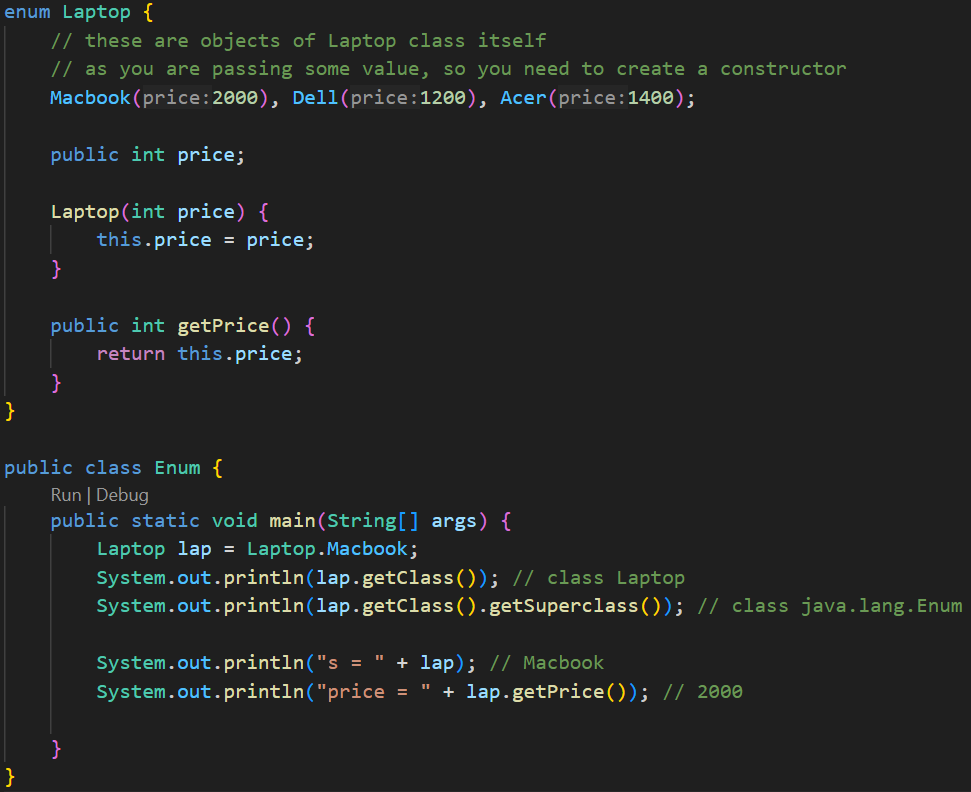 enum Laptop {
    // these are objects of Laptop class itself
    // as you are passing some value, so you need to create a constructor
    Macbook(price:2000), Dell(price:1200), Acer(price:1400);

    public int price;

    Laptop(int price) {
        this.price = price;
    }

    public int getPrice() {
        return this.price;
    }
}

public class Enum {
    Run | Debug
    public static void main(String[] args) {
        Laptop lap = Laptop.Macbook;
        System.out.println(lap.getClass()); // class Laptop
        System.out.println(lap.getClass().getSuperclass()); // class java.lang.Enum

        System.out.println("s = " + lap); // Macbook
        System.out.println("price = " + lap.getPrice()); // 2000

    }
}